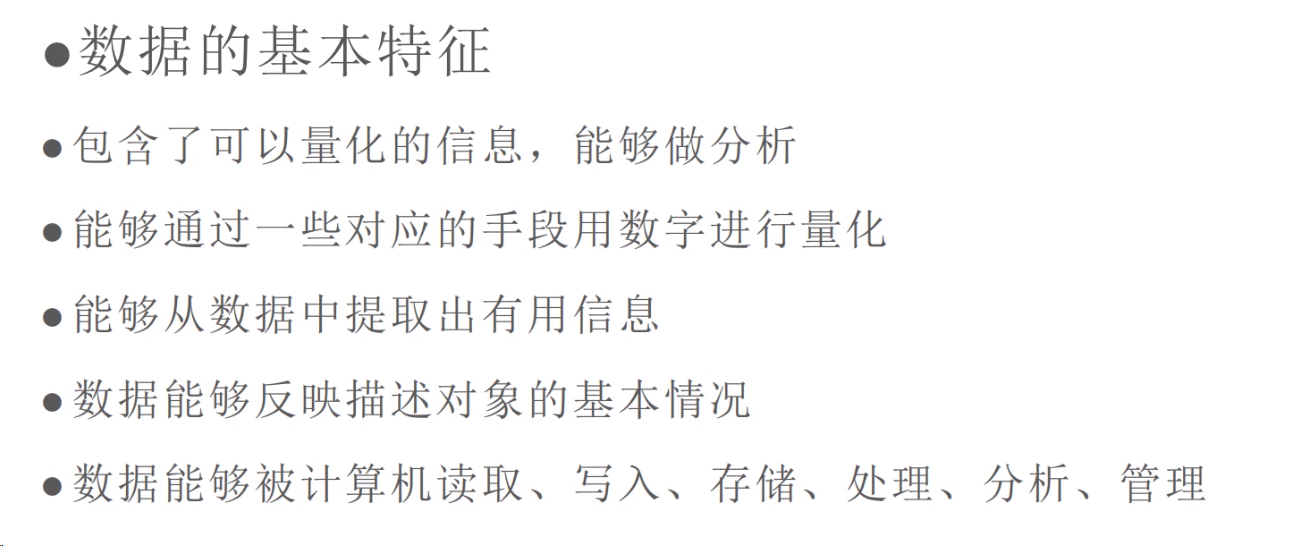 ●数据的基本特征
●包含了可以量化的信息，能够做分析
●能够通过一些对应的手段用数字进行量化
●能够从数据中提取出有用信息
●数据能够反映描述对象的基本情况
●数据能够被计算机读取、写入、存储、处理、分析、管理